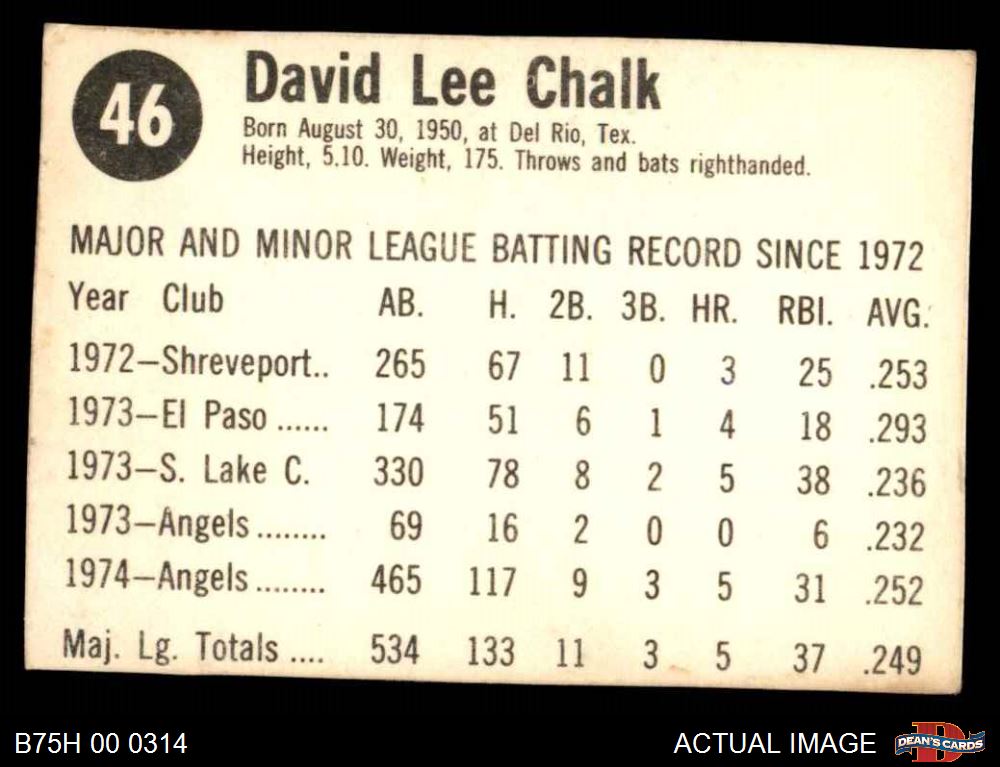 46
David Lee Chalk
Born August 30, 1950, at Del Rio, Tex.
Height, 5.10. Weight, 175. Throws and bats righthanded.
MAJOR AND MINOR LEAGUE BATTING RECORD SINCE 1972
Year Club AB. H. 2B. 3B. HR. RBI. AVG.
1972—Shreveport.. 265 67 11 0 3 25 .253
1973—El Paso ...... 174 51 6 1 4 18 .293
1973—S. Lake C. 330 78 8 2 5 38 .236
1973—Angels ........ 69 16 2 0 0 6 .232
1974—Angels ........ 465 117 9 3 5 31 .252
Maj. Lg. Totals .... 534 133 11 3 5 37 .249
B75H 00 0314
ACTUAL IMAGE
D
DEAN'S CARDS